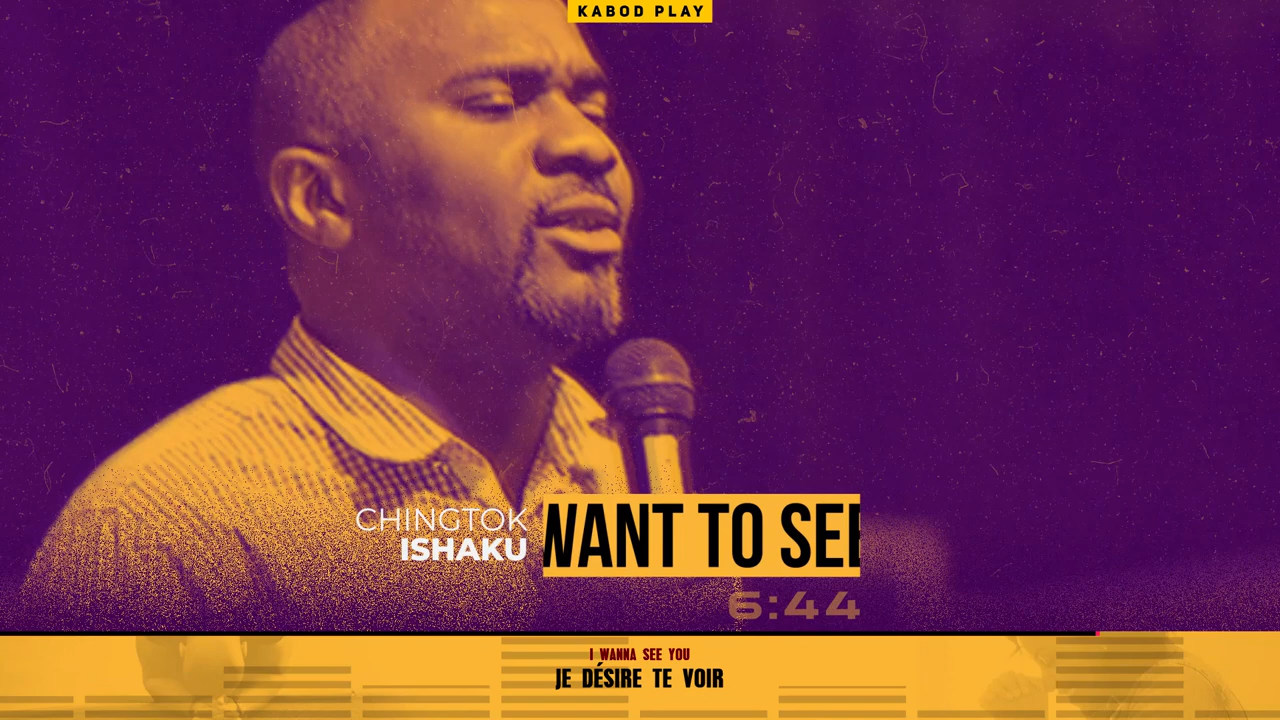 KABOD PLAY
CHINGTOK
ISHAKU
WANT TO SEE
6:44
I WANNA SEE YOU
JE DÉSIRE TE VOIR